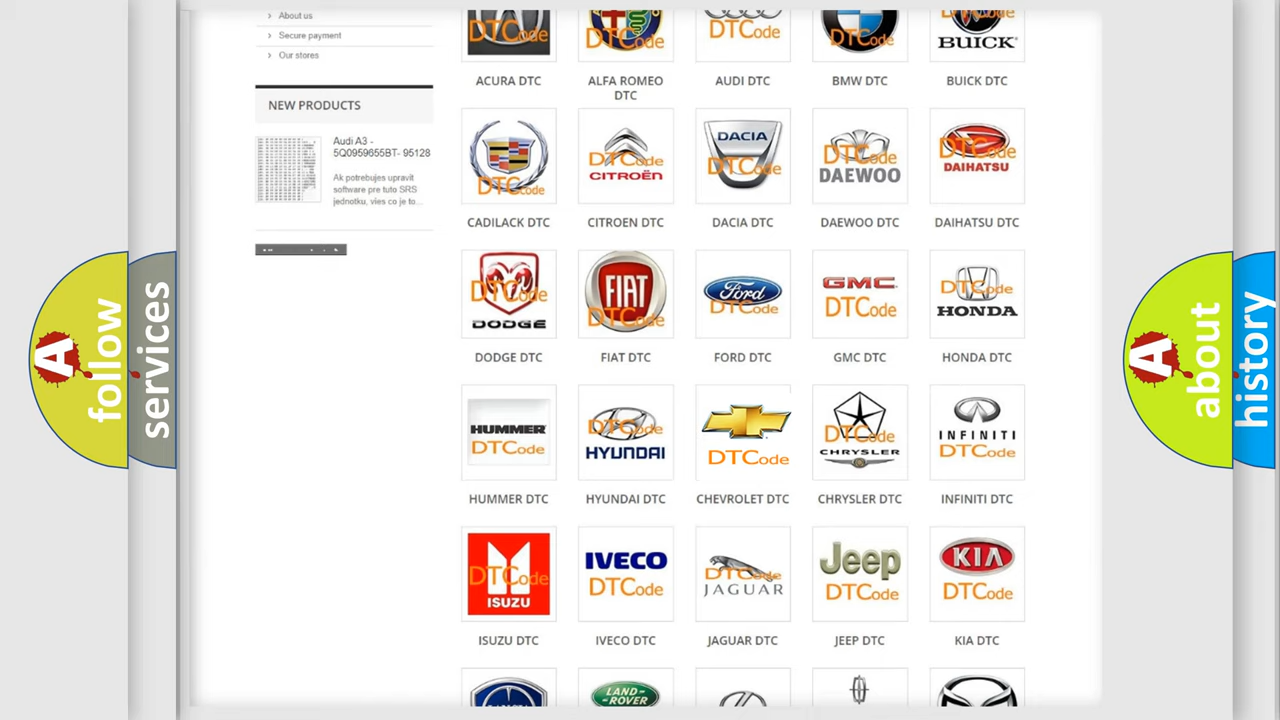 About us
Secure payment
Our stores
NEW PRODUCTS
Audi A3 -
5Q0959655BT- 95128
Ak potrebujes upravit
software pre tuto SRS
jednotku, vies co je to...
DTCode
DTCode
DTCode
DTCode
BUICK
ACURA DTC
ALFA ROMEO
DTC
AUDI DTC
BMW DTC
BUICK DTC
DTCode
DTCode
CITROËN
DACIA
DTCode
DTCode
DAEWOO
DTCode
DAIHATSU
CADILACK DTC
CITROEN DTC
DACIA DTC
DAEWOO DTC
DAIHATSU DTC
DTCode
DODGE
FIAT
DTCode
Ford
DTCode
GMC
DTCode
DTCode
HONDA
DODGE DTC
FIAT DTC
FORD DTC
GMC DTC
HONDA DTC
HUMMER
DTCode
DTCode
HYUNDAI
DTCode
DTCode
CHRYSLER
INFINITI
DTCode
HUMMER DTC
HYUNDAI DTC
CHEVROLET DTC
CHRYSLER DTC
INFINITI DTC
DTCode
ISUZU
IVECO
DTCode
DTCode
JAGUAR
Jeep
DTCode
KIA
DTCode
ISUZU DTC
IVECO DTC
JAGUAR DTC
JEEP DTC
KIA DTC
LAND-
ROVER
A follow
services
A about
history